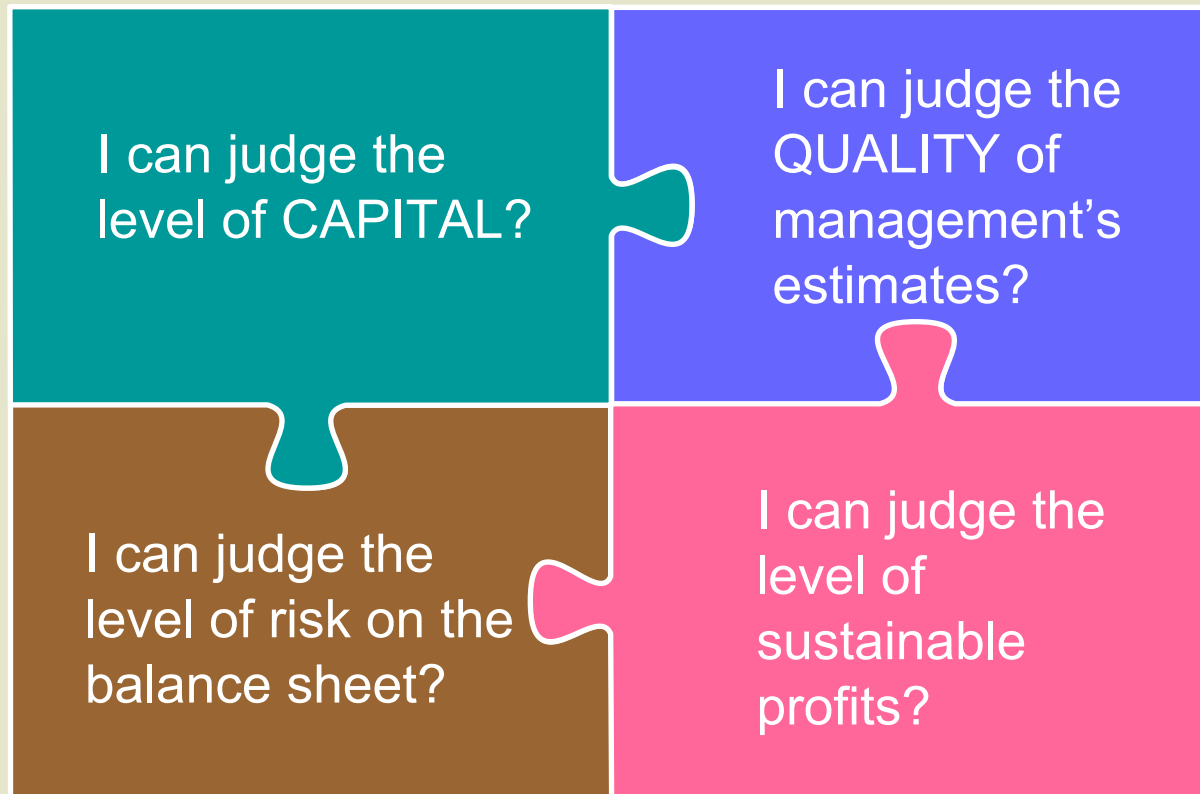 I can judge the
level of CAPITAL?
I can judge the
QUALITY of
management’s
estimates?
I can judge the
level of risk on the
balance sheet?
I can judge the
level of
sustainable
profits?